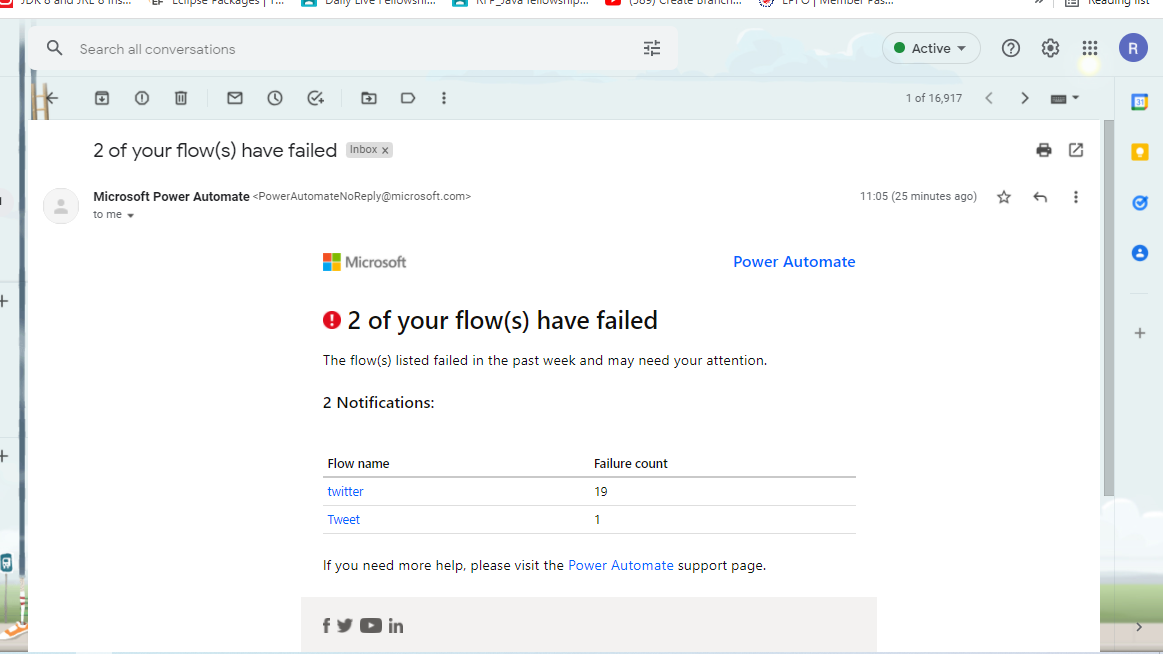 JDK 8 and JRE 8 Ins... Eclipse Packages | T... Daily Live Fellowshi... RFP_Java fellowship... (589) Create Branch... EPFO | Member Pas... » Reading list
Search all conversations
Active
R
1 of 16,917
31
2 of your flow(s) have failed Inbox x
Microsoft Power Automate <PowerAutomateNoReply@microsoft.com> 11:05 (25 minutes ago)
to me
Microsoft Power Automate
2 of your flow(s) have failed
The flow(s) listed failed in the past week and may need your attention.
2 Notifications:
Flow name Failure count
twitter 19
Tweet 1
If you need more help, please visit the Power Automate support page.